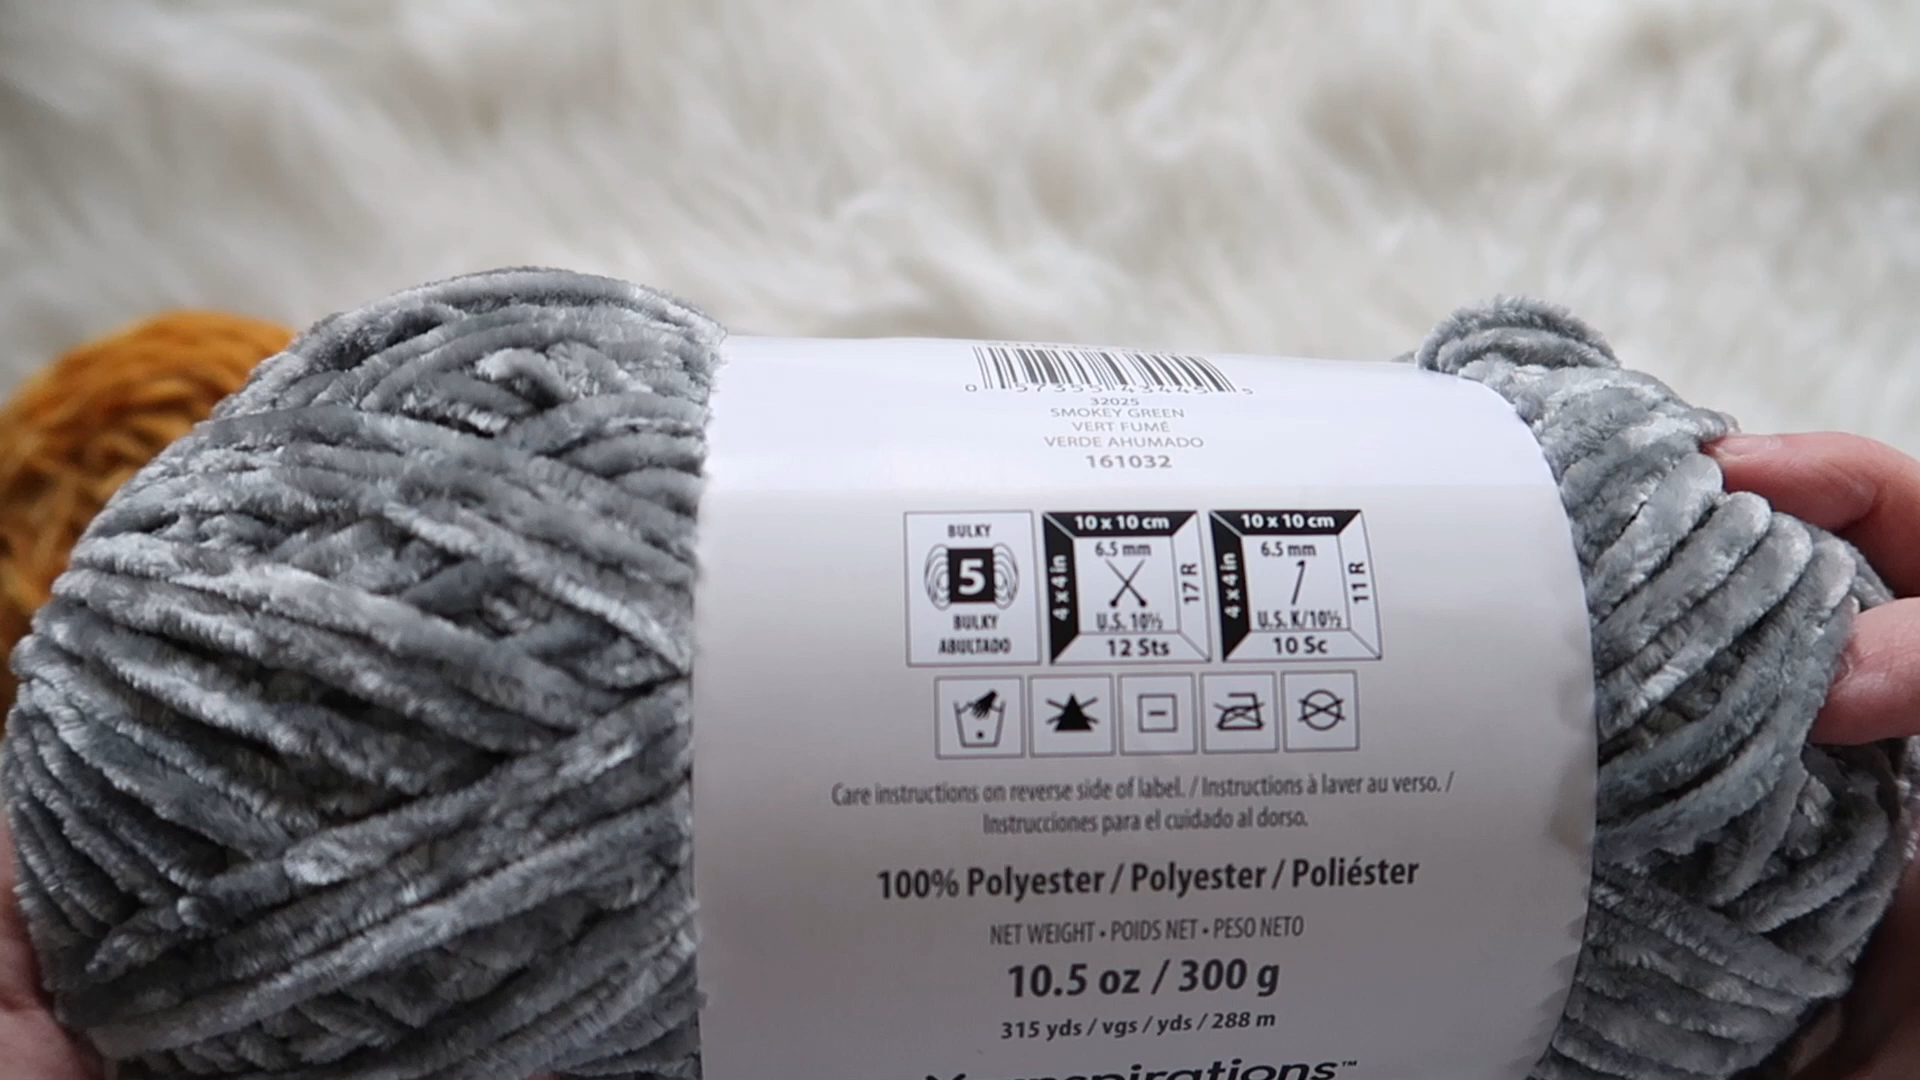 0 57355 43445 5
32025
SMOKEY GREEN
VERT FUMÉ
VERDE AHUMADO
161032
BULKY
5
BULKY
ABULTADO
10 x 10 cm
4 x 4 in
6.5 mm
17 R
U.S. 10½
12 Sts
10 x 10 cm
4 x 4 in
6.5 mm
11 R
U.S. K/10½
10 Sc
Care instructions on reverse side of label. / Instructions à laver au verso. /
Instrucciones para el cuidado al dorso.
100% Polyester / Polyester / Poliéster
NET WEIGHT • POIDS NET • PESO NETO
10.5 oz / 300 g
315 yds / vgs / yds / 288 m